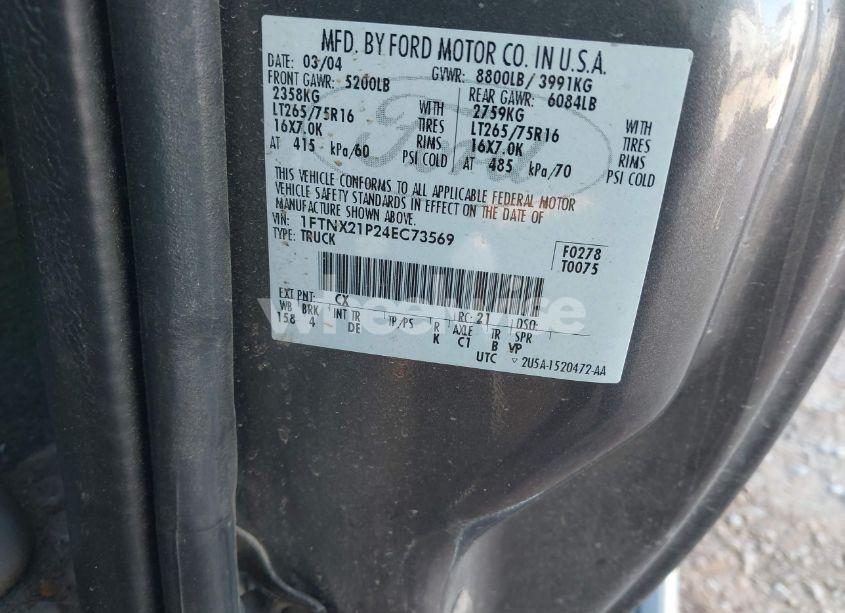 MFD. BY FORD MOTOR CO. IN U.S.A.
DATE: 03/04 GVWR: 8800LB / 3991KG
FRONT GAWR: 5200LB REAR GAWR: 6084LB
2358KG WITH 2759KG WITH
LT265/75R16 TIRES LT265/75R16 TIRES
16X7.0K RIMS 16X7.0K RIMS
AT 415 kPa/60 PSI COLD AT 485 kPa/70 PSI COLD
THIS VEHICLE CONFORMS TO ALL APPLICABLE FEDERAL MOTOR
VEHICLE SAFETY STANDARDS IN EFFECT ON THE DATE OF
MANUFACTURE SHOWN ABOVE.
VIN: 1FTNX21P24EC73569
TYPE: TRUCK
F0278
T0075
Ford
wheelwise
EXT PNT: CX RC: 21 DSO:
WB BRK INT TR TP/PS R AXLE TR SPR
158 4 DE K C1 B VP
UTC ▽ 2U5A-1520472-AA